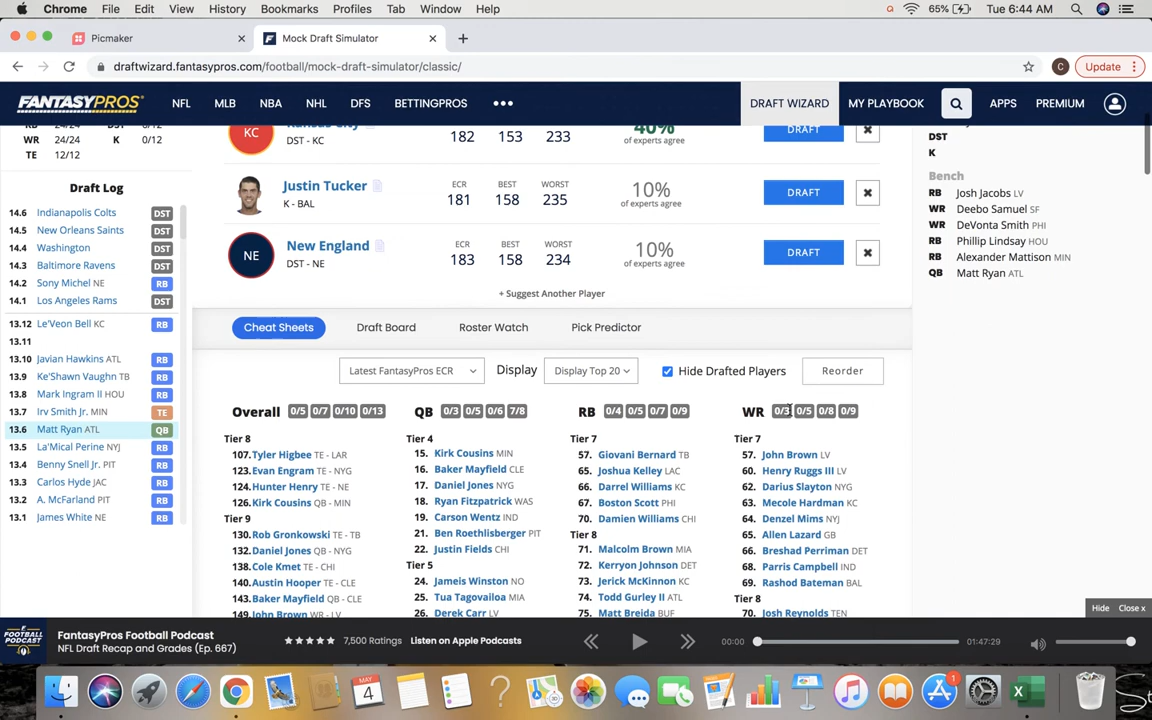 Chrome File Edit View History Bookmarks Profiles Tab Window Help 65% Tue 6:44 AM
Picmaker Mock Draft Simulator
draftwizard.fantasypros.com/football/mock-draft-simulator/classic/ C Update
FANTASYPROS NFL MLB NBA NHL DFS BETTINGPROS ••• DRAFT WIZARD MY PLAYBOOK APPS PREMIUM
WR 24/24 K 0/12
TE 12/12
Draft Log
14.6 Indianapolis Colts DST
14.5 New Orleans Saints DST
14.4 Washington DST
14.3 Baltimore Ravens DST
14.2 Sony Michel NE RB
14.1 Los Angeles Rams DST
13.12 Le'Veon Bell KC RB
13.11
13.10 Javian Hawkins ATL RB
13.9 Ke'Shawn Vaughn TB RB
13.8 Mark Ingram II HOU RB
13.7 Irv Smith Jr. MIN TE
13.6 Matt Ryan ATL QB
13.5 La'Mical Perine NYJ RB
13.4 Benny Snell Jr. PIT RB
13.3 Carlos Hyde JAC RB
13.2 A. McFarland PIT RB
13.1 James White NE RB
KC Kansas City 182 153 233 40% DRAFT
DST - KC of experts agree
Justin Tucker ECR BEST WORST 10% DRAFT
K - BAL 181 158 235 of experts agree
NE New England ECR BEST WORST 10% DRAFT
DST - NE 183 158 234 of experts agree
+ Suggest Another Player
Cheat Sheets Draft Board Roster Watch Pick Predictor
Latest FantasyPros ECR Display Display Top 20 Hide Drafted Players Reorder
Overall 0/5 0/7 0/10 0/13
Tier 8
107. Tyler Higbee TE - LAR
123. Evan Engram TE - NYG
124. Hunter Henry TE - NE
126. Kirk Cousins QB - MIN
Tier 9
130. Rob Gronkowski TE - TB
132. Daniel Jones QB - NYG
138. Cole Kmet TE - CHI
140. Austin Hooper TE - CLE
143. Baker Mayfield QB - CLE
149. John Brown WR - LV
QB 0/3 0/5 0/6 7/8
Tier 4
15. Kirk Cousins MIN
16. Baker Mayfield CLE
17. Daniel Jones NYG
18. Ryan Fitzpatrick WAS
19. Carson Wentz IND
21. Ben Roethlisberger PIT
22. Justin Fields CHI
Tier 5
24. Jameis Winston NO
25. Tua Tagovailoa MIA
26. Derek Carr LV
RB 0/4 0/5 0/7 0/9
Tier 7
57. Giovani Bernard TB
65. Joshua Kelley LAC
66. Darrel Williams KC
67. Boston Scott PHI
70. Damien Williams CHI
Tier 8
71. Malcolm Brown MIA
72. Kerryon Johnson DET
73. Jerick McKinnon KC
74. Todd Gurley II ATL
75. Matt Breida BUF
WR 0/3 0/5 0/8 0/9
Tier 7
57. John Brown LV
60. Henry Ruggs III LV
62. Darius Slayton NYG
63. Mecole Hardman KC
64. Denzel Mims NYJ
65. Allen Lazard GB
66. Breshad Perriman DET
68. Parris Campbell IND
69. Rashod Bateman BAL
Tier 8
70. Josh Reynolds TEN
DST
K
Bench
RB Josh Jacobs LV
WR Deebo Samuel SF
WR DeVonta Smith PHI
RB Phillip Lindsay HOU
RB Alexander Mattison MIN
QB Matt Ryan ATL
Hide Close x
FOOTBALL PODCAST FantasyPros Football Podcast 7,500 Ratings Listen on Apple Podcasts 00:00 01:47:29
NFL Draft Recap and Grades (Ep. 667)
MAY 4
1